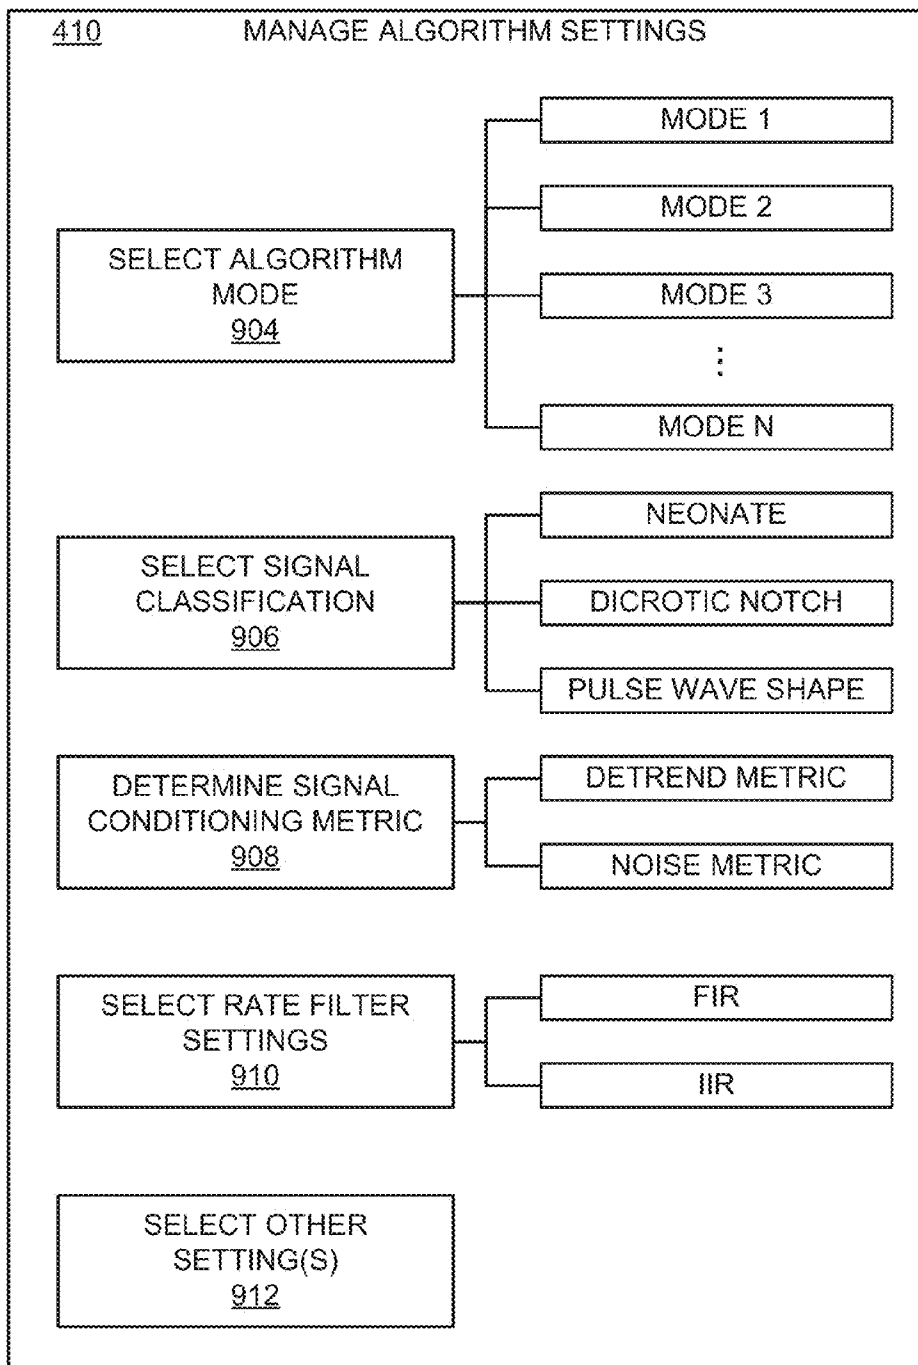 410 MANAGE ALGORITHM SETTINGS
SELECT ALGORITHM
MODE
904
MODE 1
MODE 2
MODE 3
⋮
MODE N
SELECT SIGNAL
CLASSIFICATION
906
NEONATE
DICROTIC NOTCH
PULSE WAVE SHAPE
DETERMINE SIGNAL
CONDITIONING METRIC
908
DETREND METRIC
NOISE METRIC
SELECT RATE FILTER
SETTINGS
910
FIR
IIR
SELECT OTHER
SETTING(S)
912